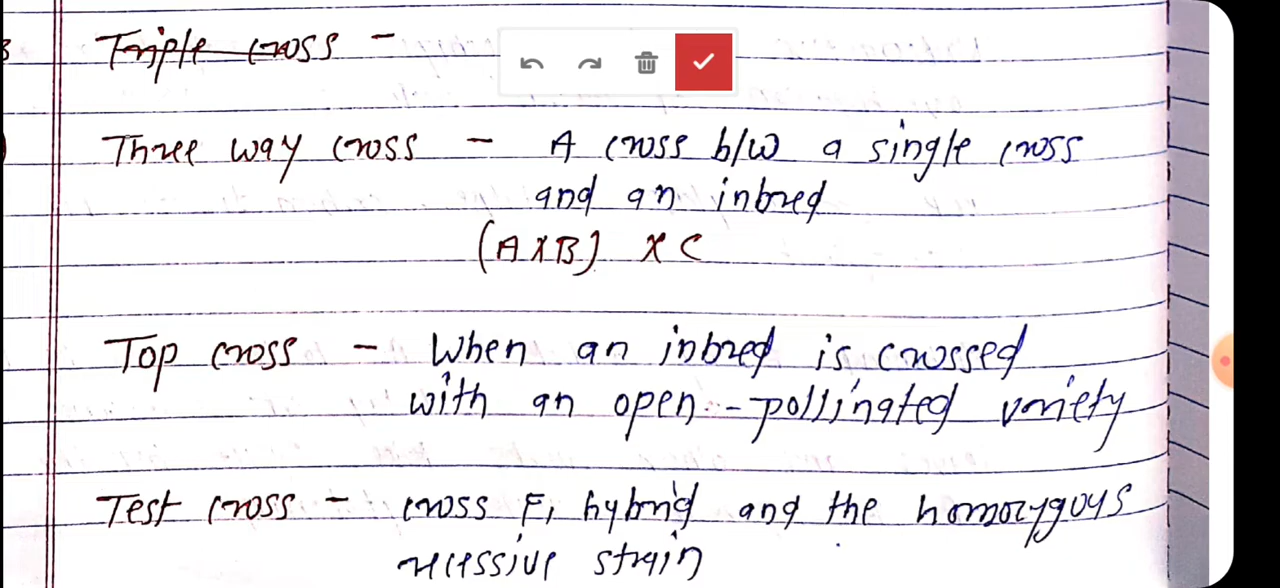 Triple cross -
Three way cross - A cross b/w a single cross
and an inbred
(A X B) X C
Top cross - When an inbred is crossed
with an open - pollinated variety
Test cross - cross F1 hybrid and the homozygous
recessive strain